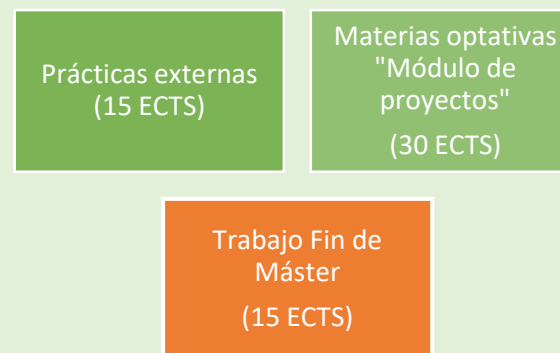 Prácticas externas
(15 ECTS)
Materias optativas
"Módulo de
proyectos"
(30 ECTS)
Trabajo Fin de
Máster
(15 ECTS)